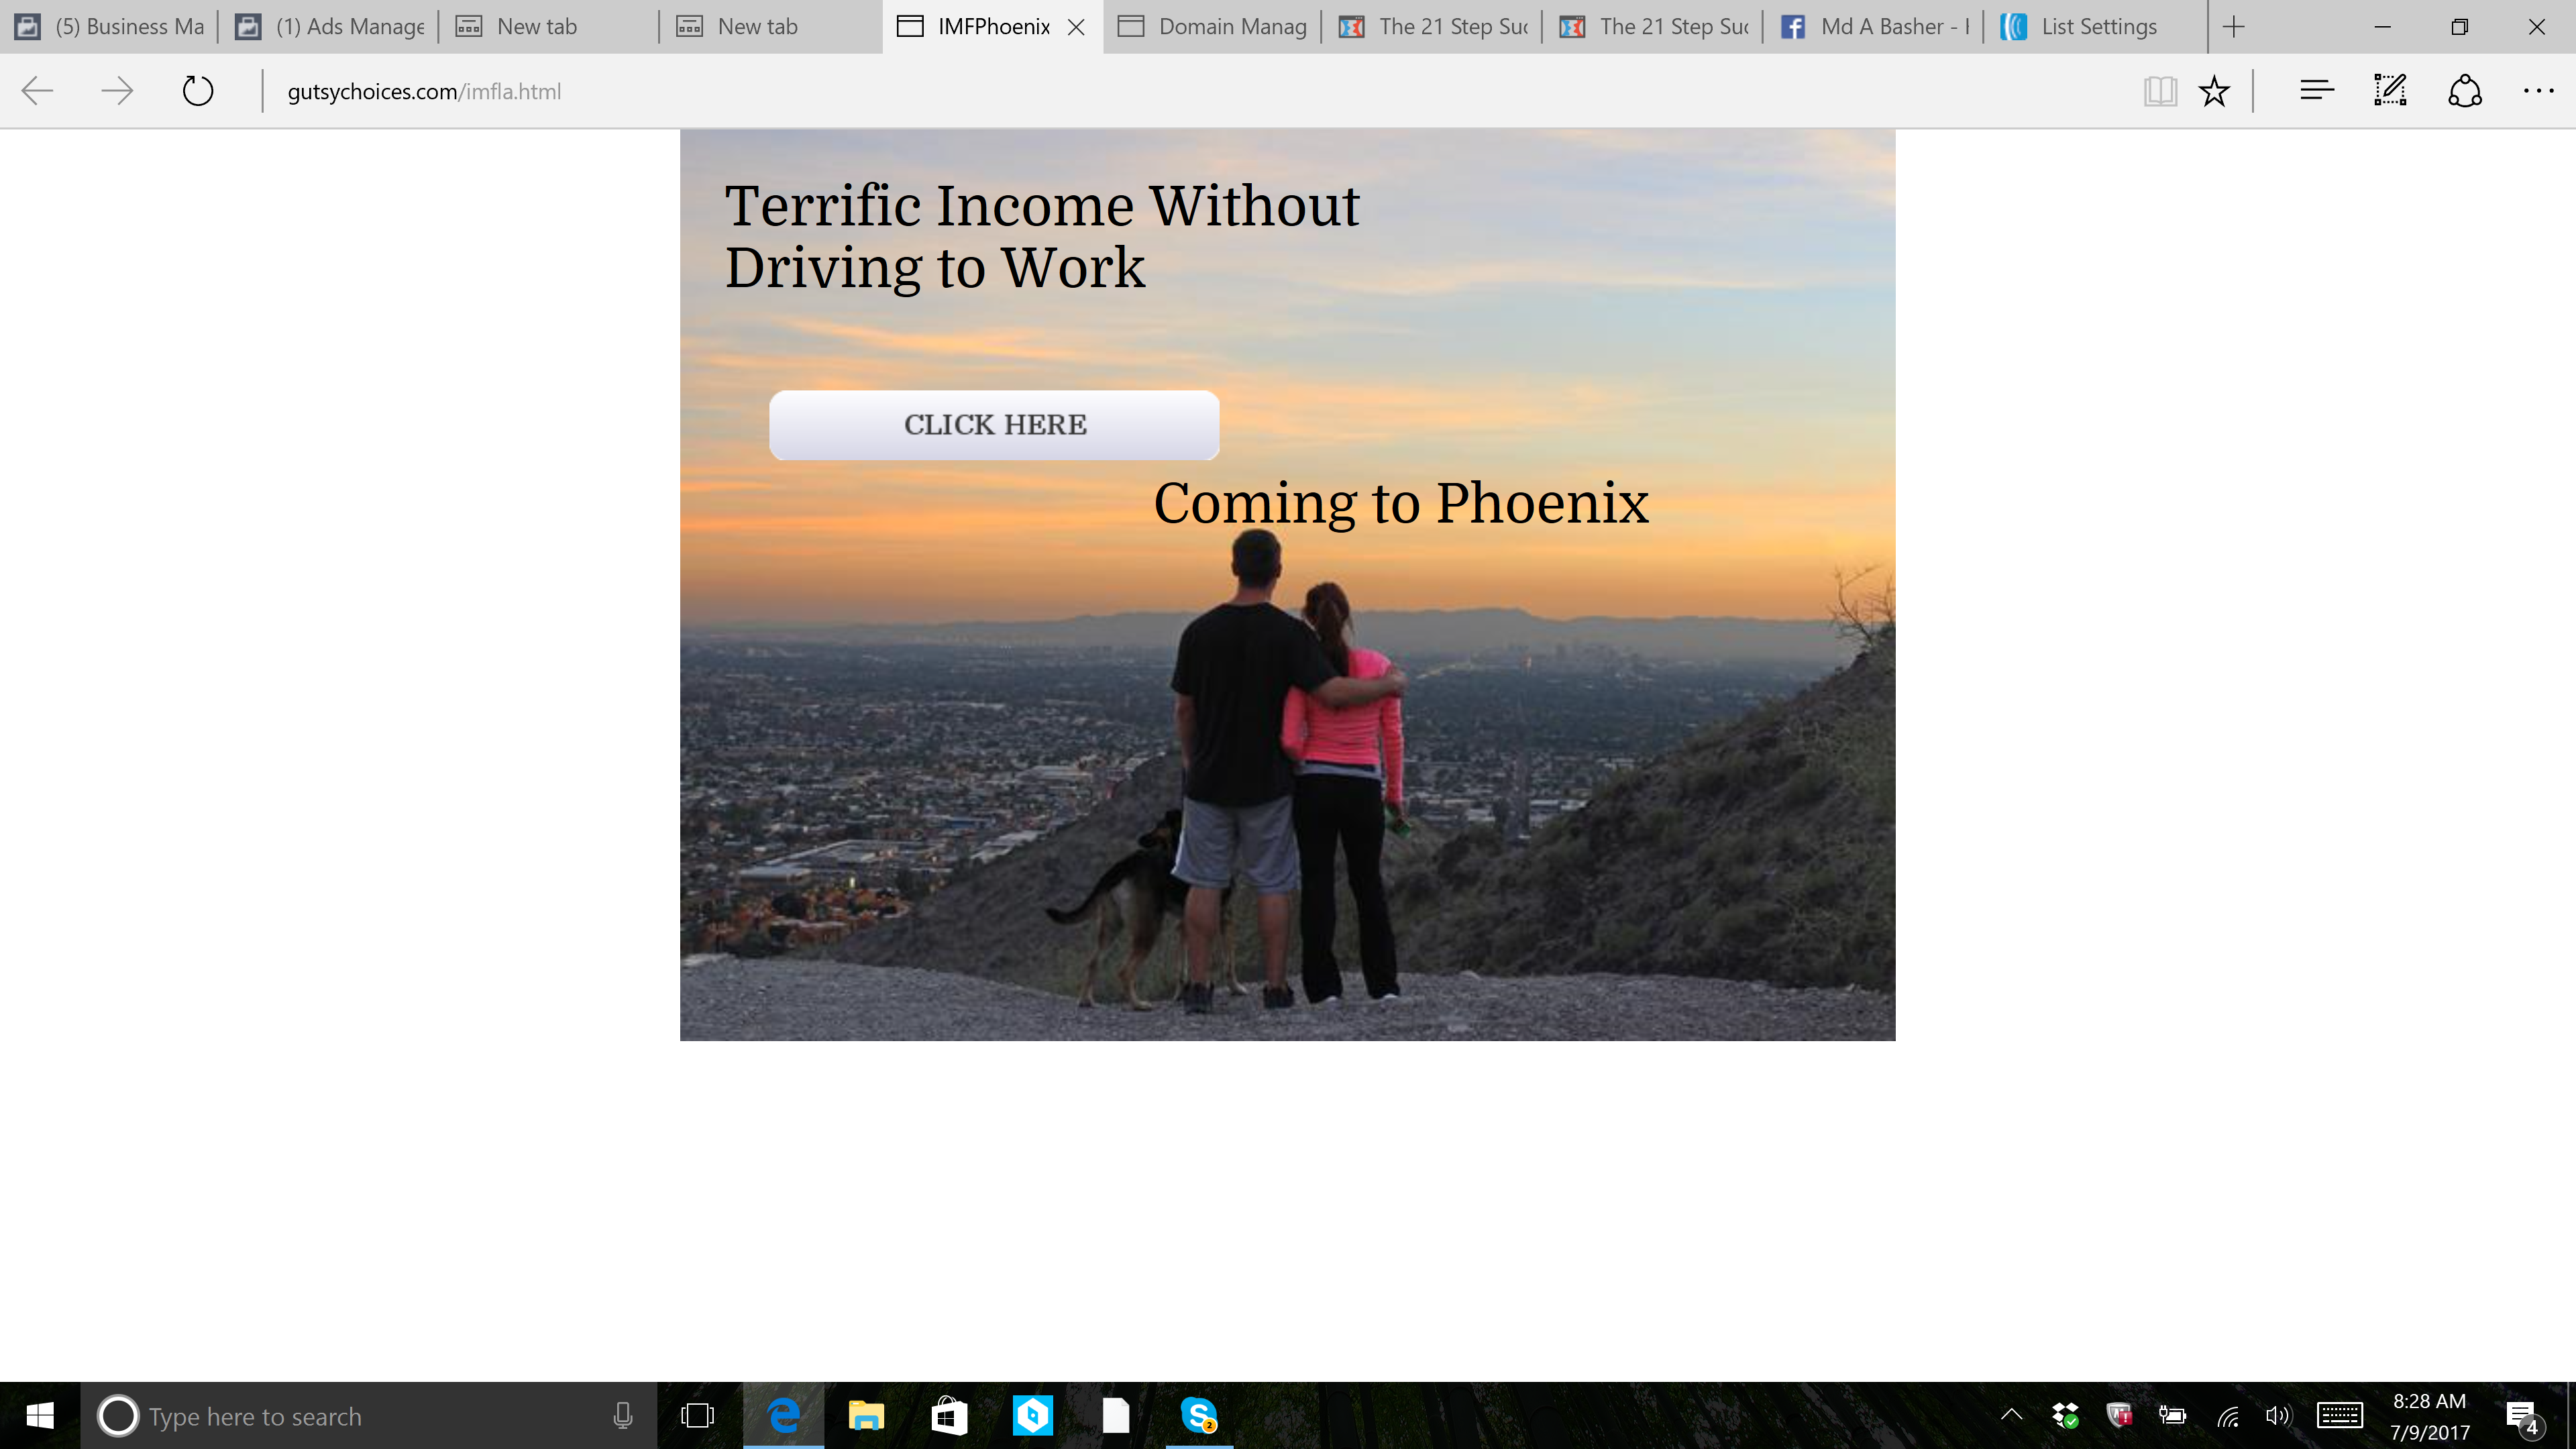 (5) Business Ma
(1) Ads Manage
New tab
New tab
IMFPhoenix
Domain Manag
The 21 Step Suc
The 21 Step Suc
Md A Basher -
List Settings
gutsychoices.com/imfla.html
Terrific Income Without
Driving to Work
CLICK HERE
Coming to Phoenix
Type here to search
2
8:28 AM
7/9/2017
4